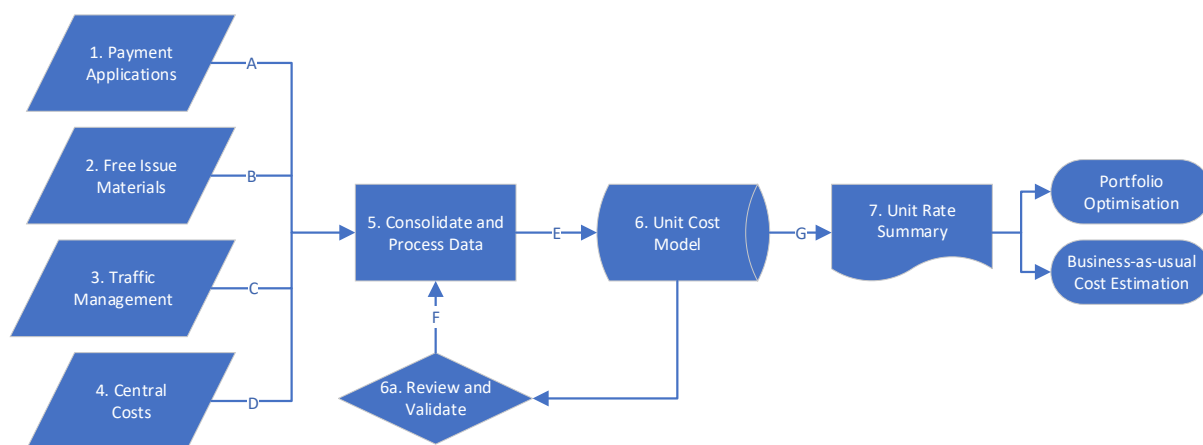 1. Payment
Applications
A
2. Free Issue
Materials
B
3. Traffic
Management
C
4. Central
Costs
D
5. Consolidate and
Process Data
E
6. Unit Cost
Model
G
7. Unit Rate
Summary
Portfolio
Optimisation
Business-as-usual
Cost Estimation
F
6a. Review and
Validate